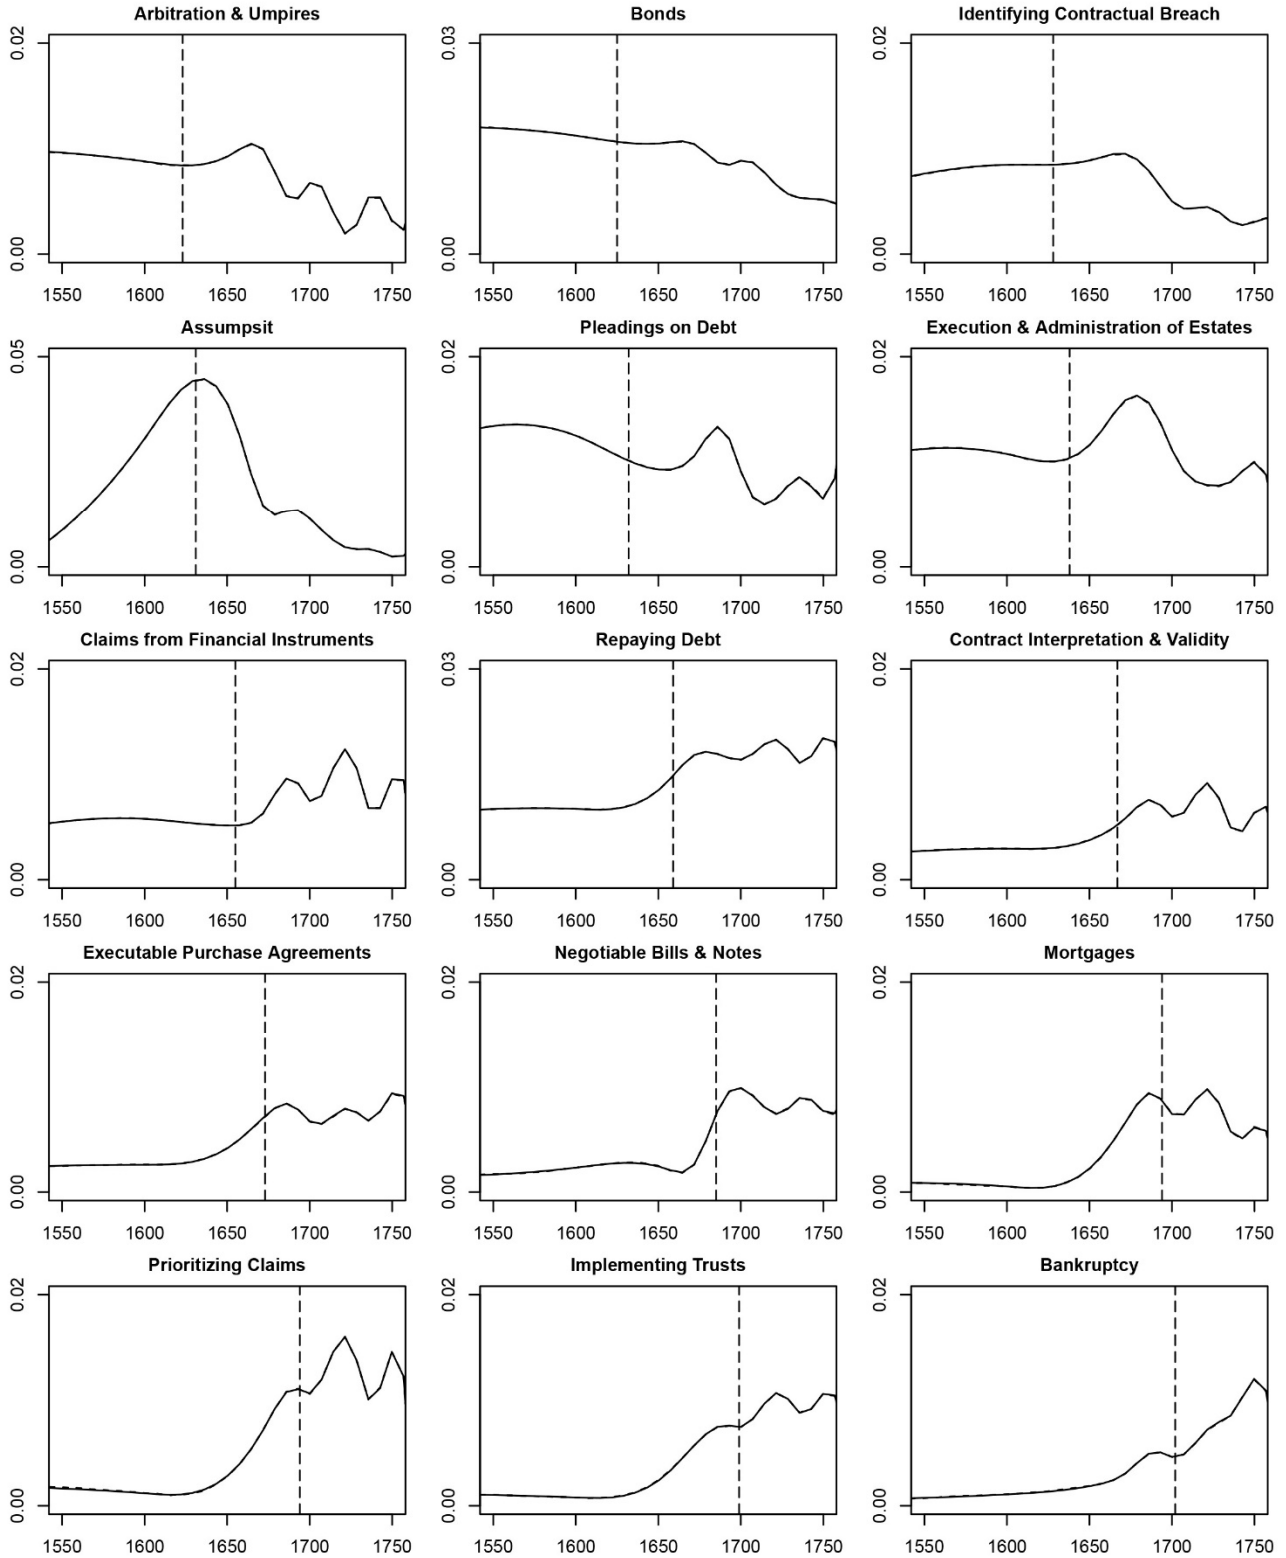 Arbitration & Umpires
Bonds
Identifying Contractual Breach
0.02
0.00
0.03
0.00
0.02
0.00
1550 1600 1650 1700 1750
1550 1600 1650 1700 1750
1550 1600 1650 1700 1750
Assumpsit
Pleadings on Debt
Execution & Administration of Estates
0.05
0.00
0.02
0.00
0.02
0.00
1550 1600 1650 1700 1750
1550 1600 1650 1700 1750
1550 1600 1650 1700 1750
Claims from Financial Instruments
Repaying Debt
Contract Interpretation & Validity
0.02
0.00
0.03
0.00
0.02
0.00
1550 1600 1650 1700 1750
1550 1600 1650 1700 1750
1550 1600 1650 1700 1750
Executable Purchase Agreements
Negotiable Bills & Notes
Mortgages
0.02
0.00
0.02
0.00
0.02
0.00
1550 1600 1650 1700 1750
1550 1600 1650 1700 1750
1550 1600 1650 1700 1750
Prioritizing Claims
Implementing Trusts
Bankruptcy
0.02
0.00
0.02
0.00
0.02
0.00
1550 1600 1650 1700 1750
1550 1600 1650 1700 1750
1550 1600 1650 1700 1750